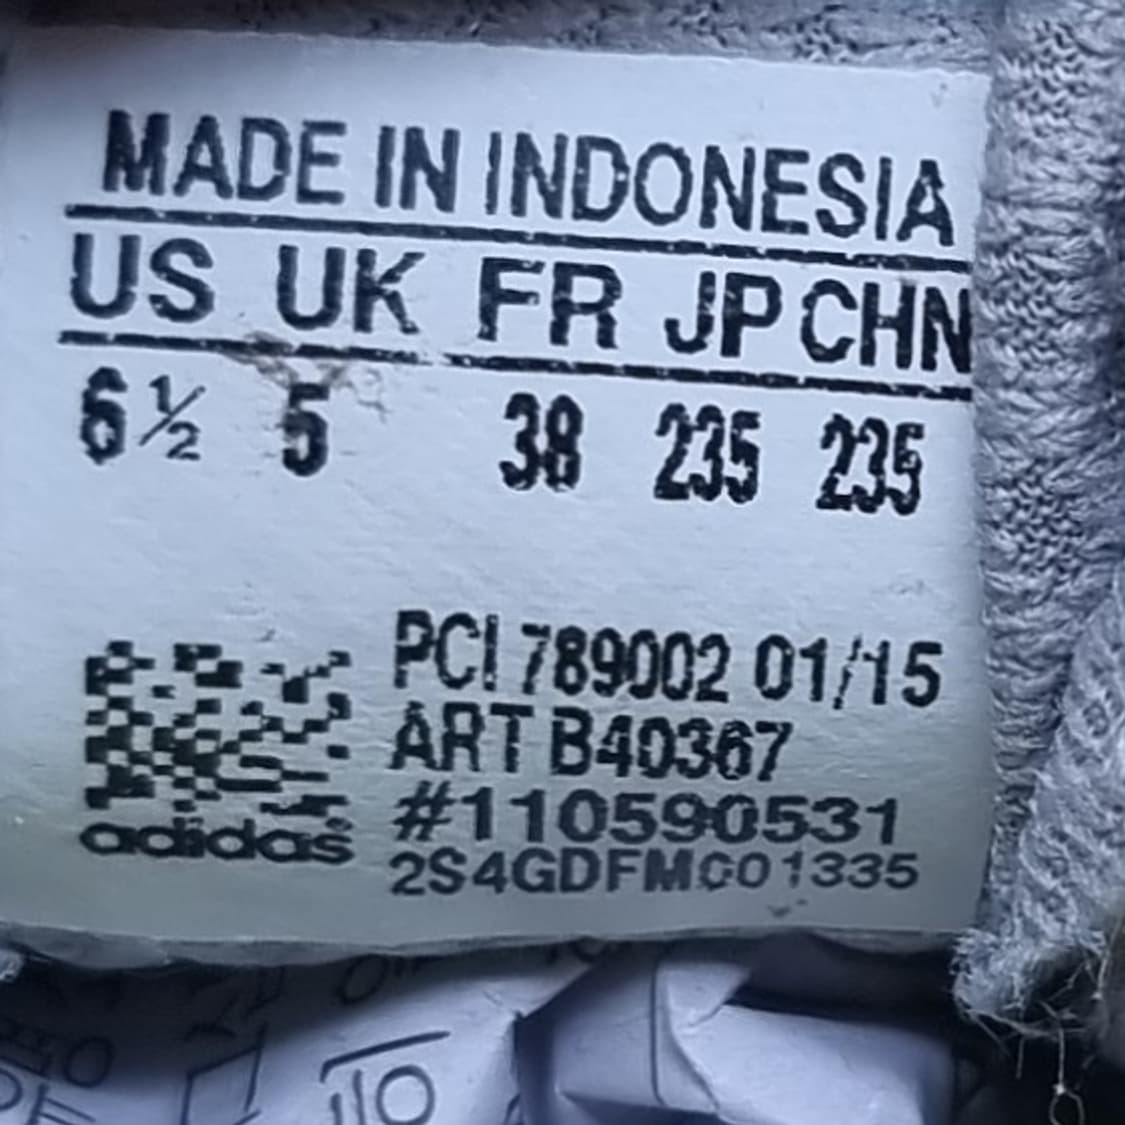 MADE IN INDONESIA
US UK FR JP CHN
6½ 5 38 235 235
PCI 789002 01/15
ART B40367
#110590531
adidas
2S4GDFM001335
110